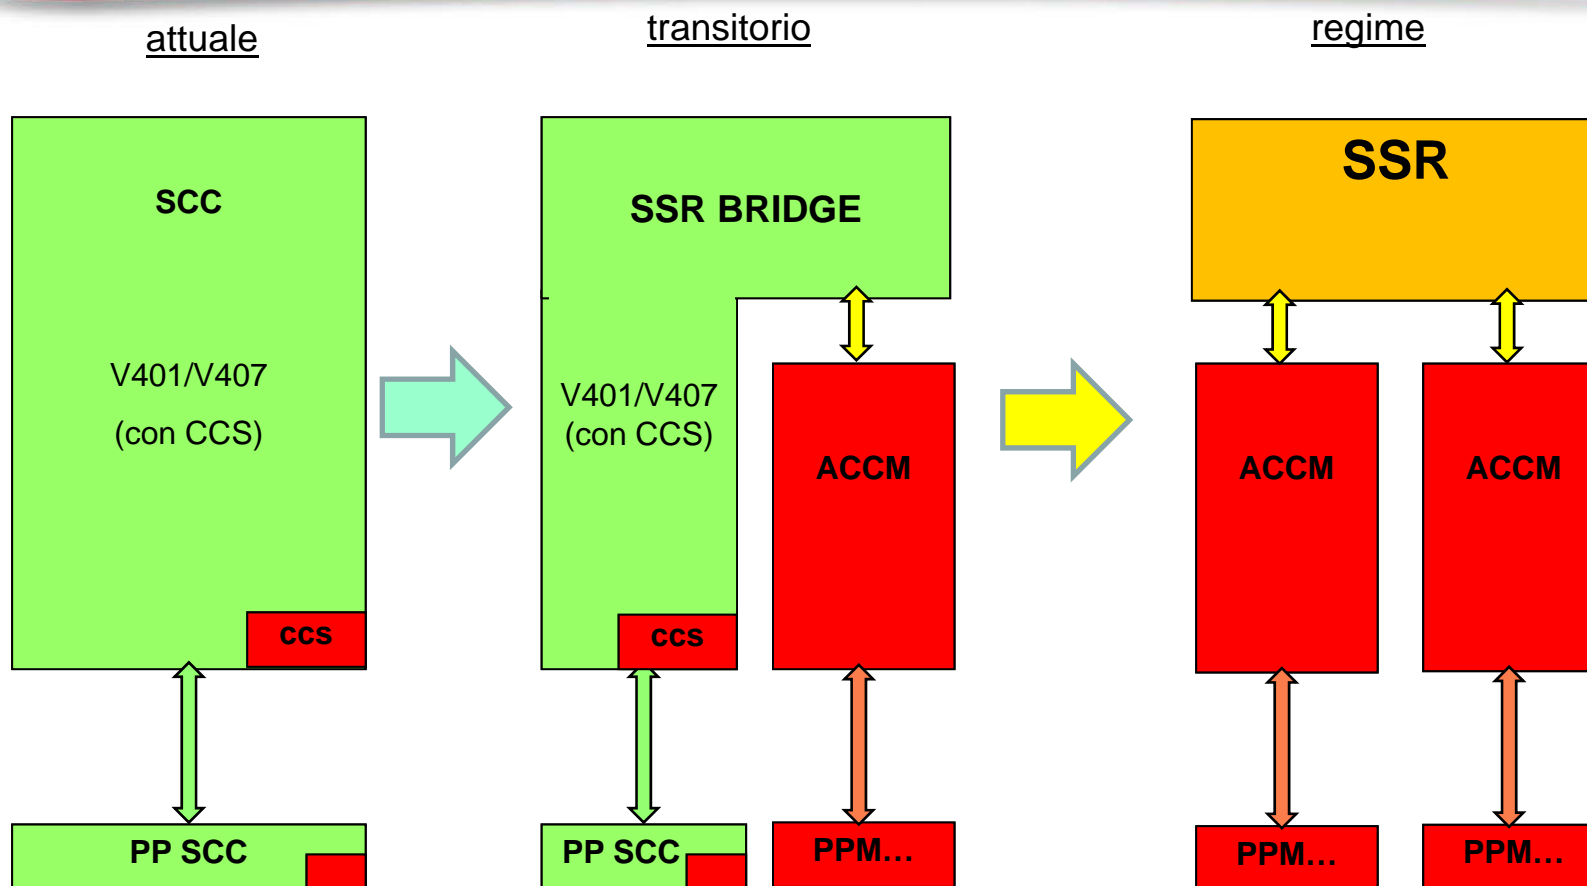 attuale
transitorio
regime
SCC
V401/V407
(con CCS)
ccs
PP SCC
SSR BRIDGE
V401/V407
(con CCS)
ccs
ACCM
PP SCC
PPM...
SSR
ACCM
ACCM
PPM...
PPM...